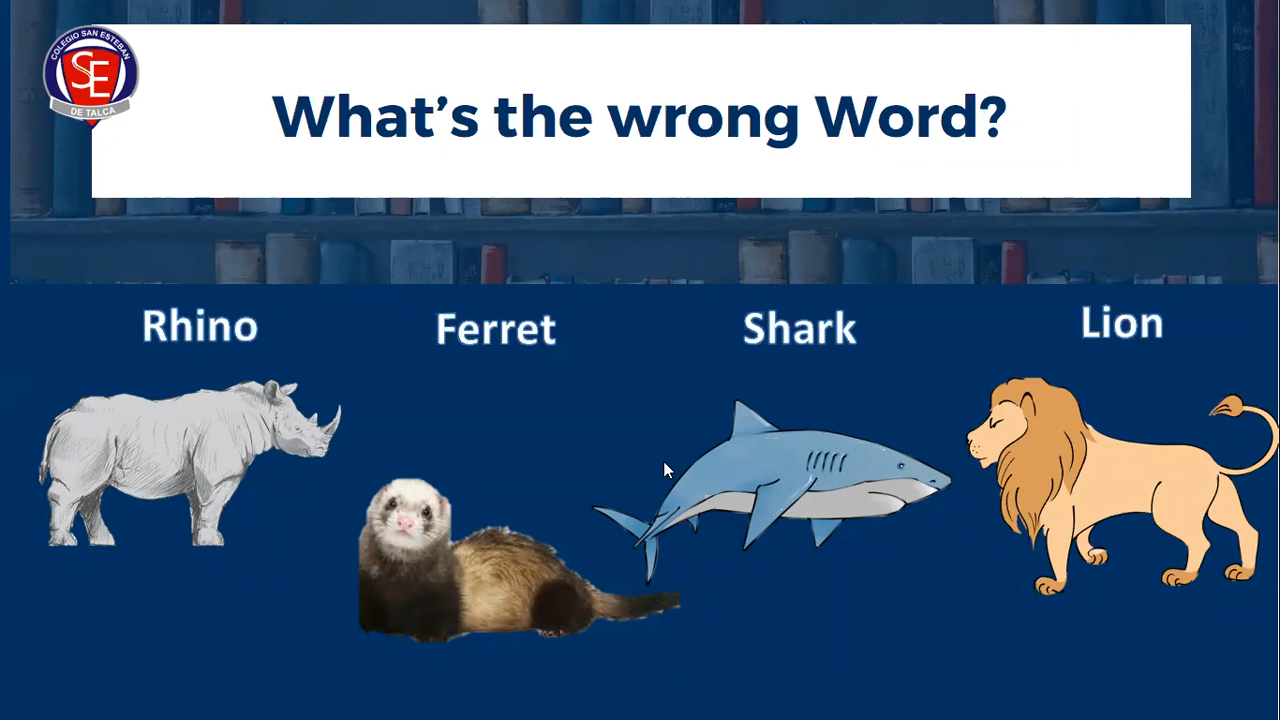 COLEGIO SAN ESTEBAN
SE
DE TALCA
What's the wrong Word?
Rhino
Ferret
Shark
Lion